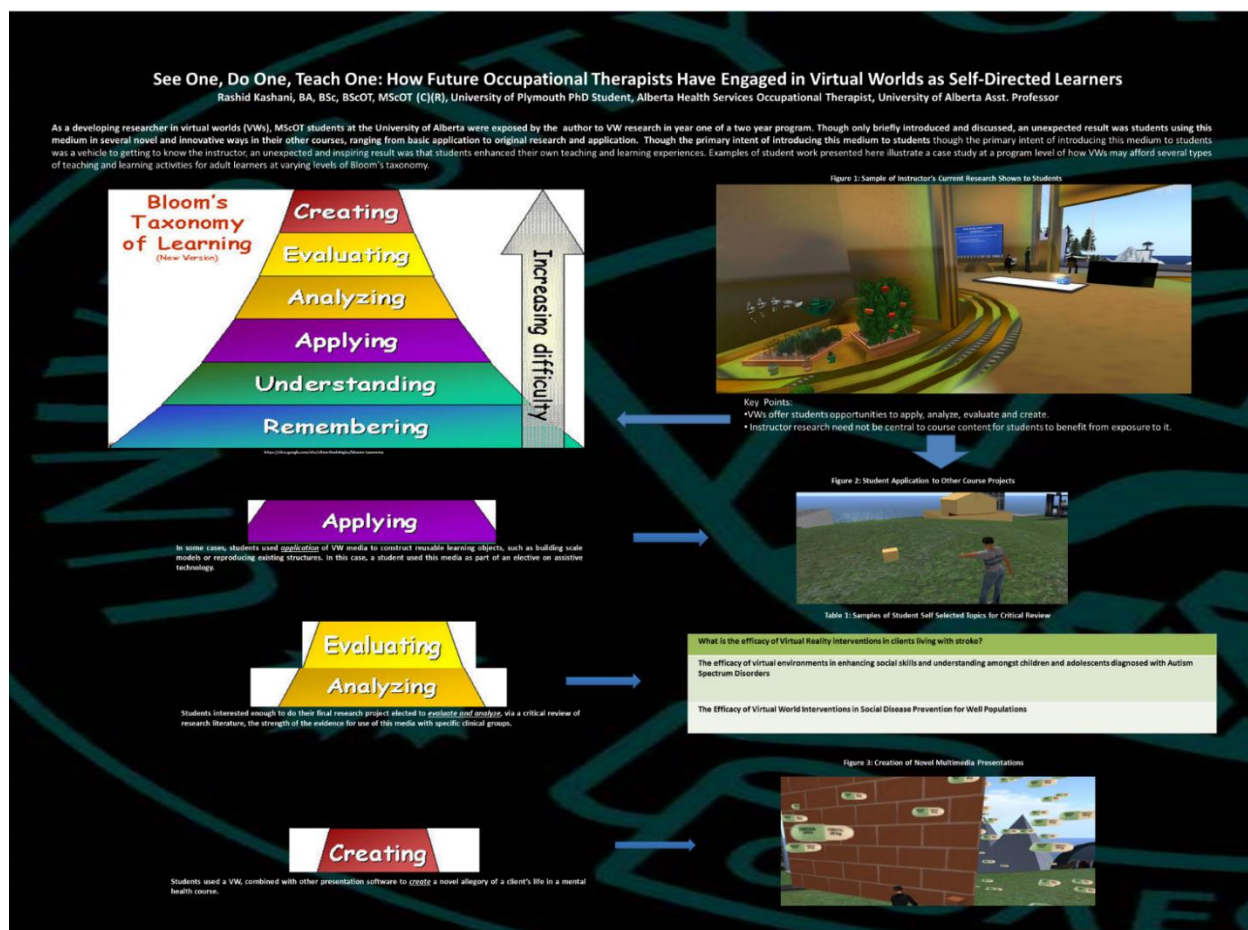 See One, Do One, Teach One: How Future Occupational Therapists Have Engaged in Virtual Worlds as Self-Directed Learners
Rashid Kashani, BA, BSc, BScOT, MScOT (C)(R), University of Plymouth PhD Student, Alberta Health Services Occupational Therapist, University of Alberta Asst. Professor
As a developing researcher in virtual worlds (VWs), MScOT students at the University of Alberta were exposed by the author to VW research in year one of a two year program. Though only briefly introduced and discussed, an unexpected result was students using this
medium in several novel and innovative ways in their other courses, ranging from basic application to original research and application. Though the primary intent of introducing this medium to students though the primary intent of introducing this medium to students
was a vehicle to getting to know the instructor, an unexpected and inspiring result was that students enhanced their own teaching and learning experiences. Examples of student work presented here illustrate a case study at a program level of how VWs may afford several types
of teaching and learning activities for adult learners at varying levels of Bloom's taxonomy.
Bloom's
Taxonomy
of Learning
(New Version)
Creating
Evaluating
Analyzing
Applying
Understanding
Remembering
Increasing difficulty
Figure 1: Sample of Instructor's Current Research Shown to Students
Key Points:
•VWs offer students opportunities to apply, analyze, evaluate and create.
• Instructor research need not be central to course content for students to benefit from exposure to it.
Applying
In some cases, students used application of VW media to construct reusable learning objects, such as building scale
models or reproducing existing structures. In this case, a student used this media as part of an elective on assistive
technology.
Figure 2: Student Application to Other Course Projects
Evaluating
Analyzing
Students interested enough to do their final research project elected to evaluate and analyze, via a critical review of
research literature, the strength of the evidence for use of this media with specific clinical groups.
Table 1: Samples of Student Self Selected Topics for Critical Review
What is the efficacy of Virtual Reality interventions in clients living with stroke?
The efficacy of virtual environments in enhancing social skills and understanding amongst children and adolescents diagnosed with Autism
Spectrum Disorders
The Efficacy of Virtual World Interventions in Social Disease Prevention for Well Populations
Creating
Students used a VW, combined with other presentation software to create a novel allegory of a client's life in a mental
health course.
Figure 3: Creation of Novel Multimedia Presentations